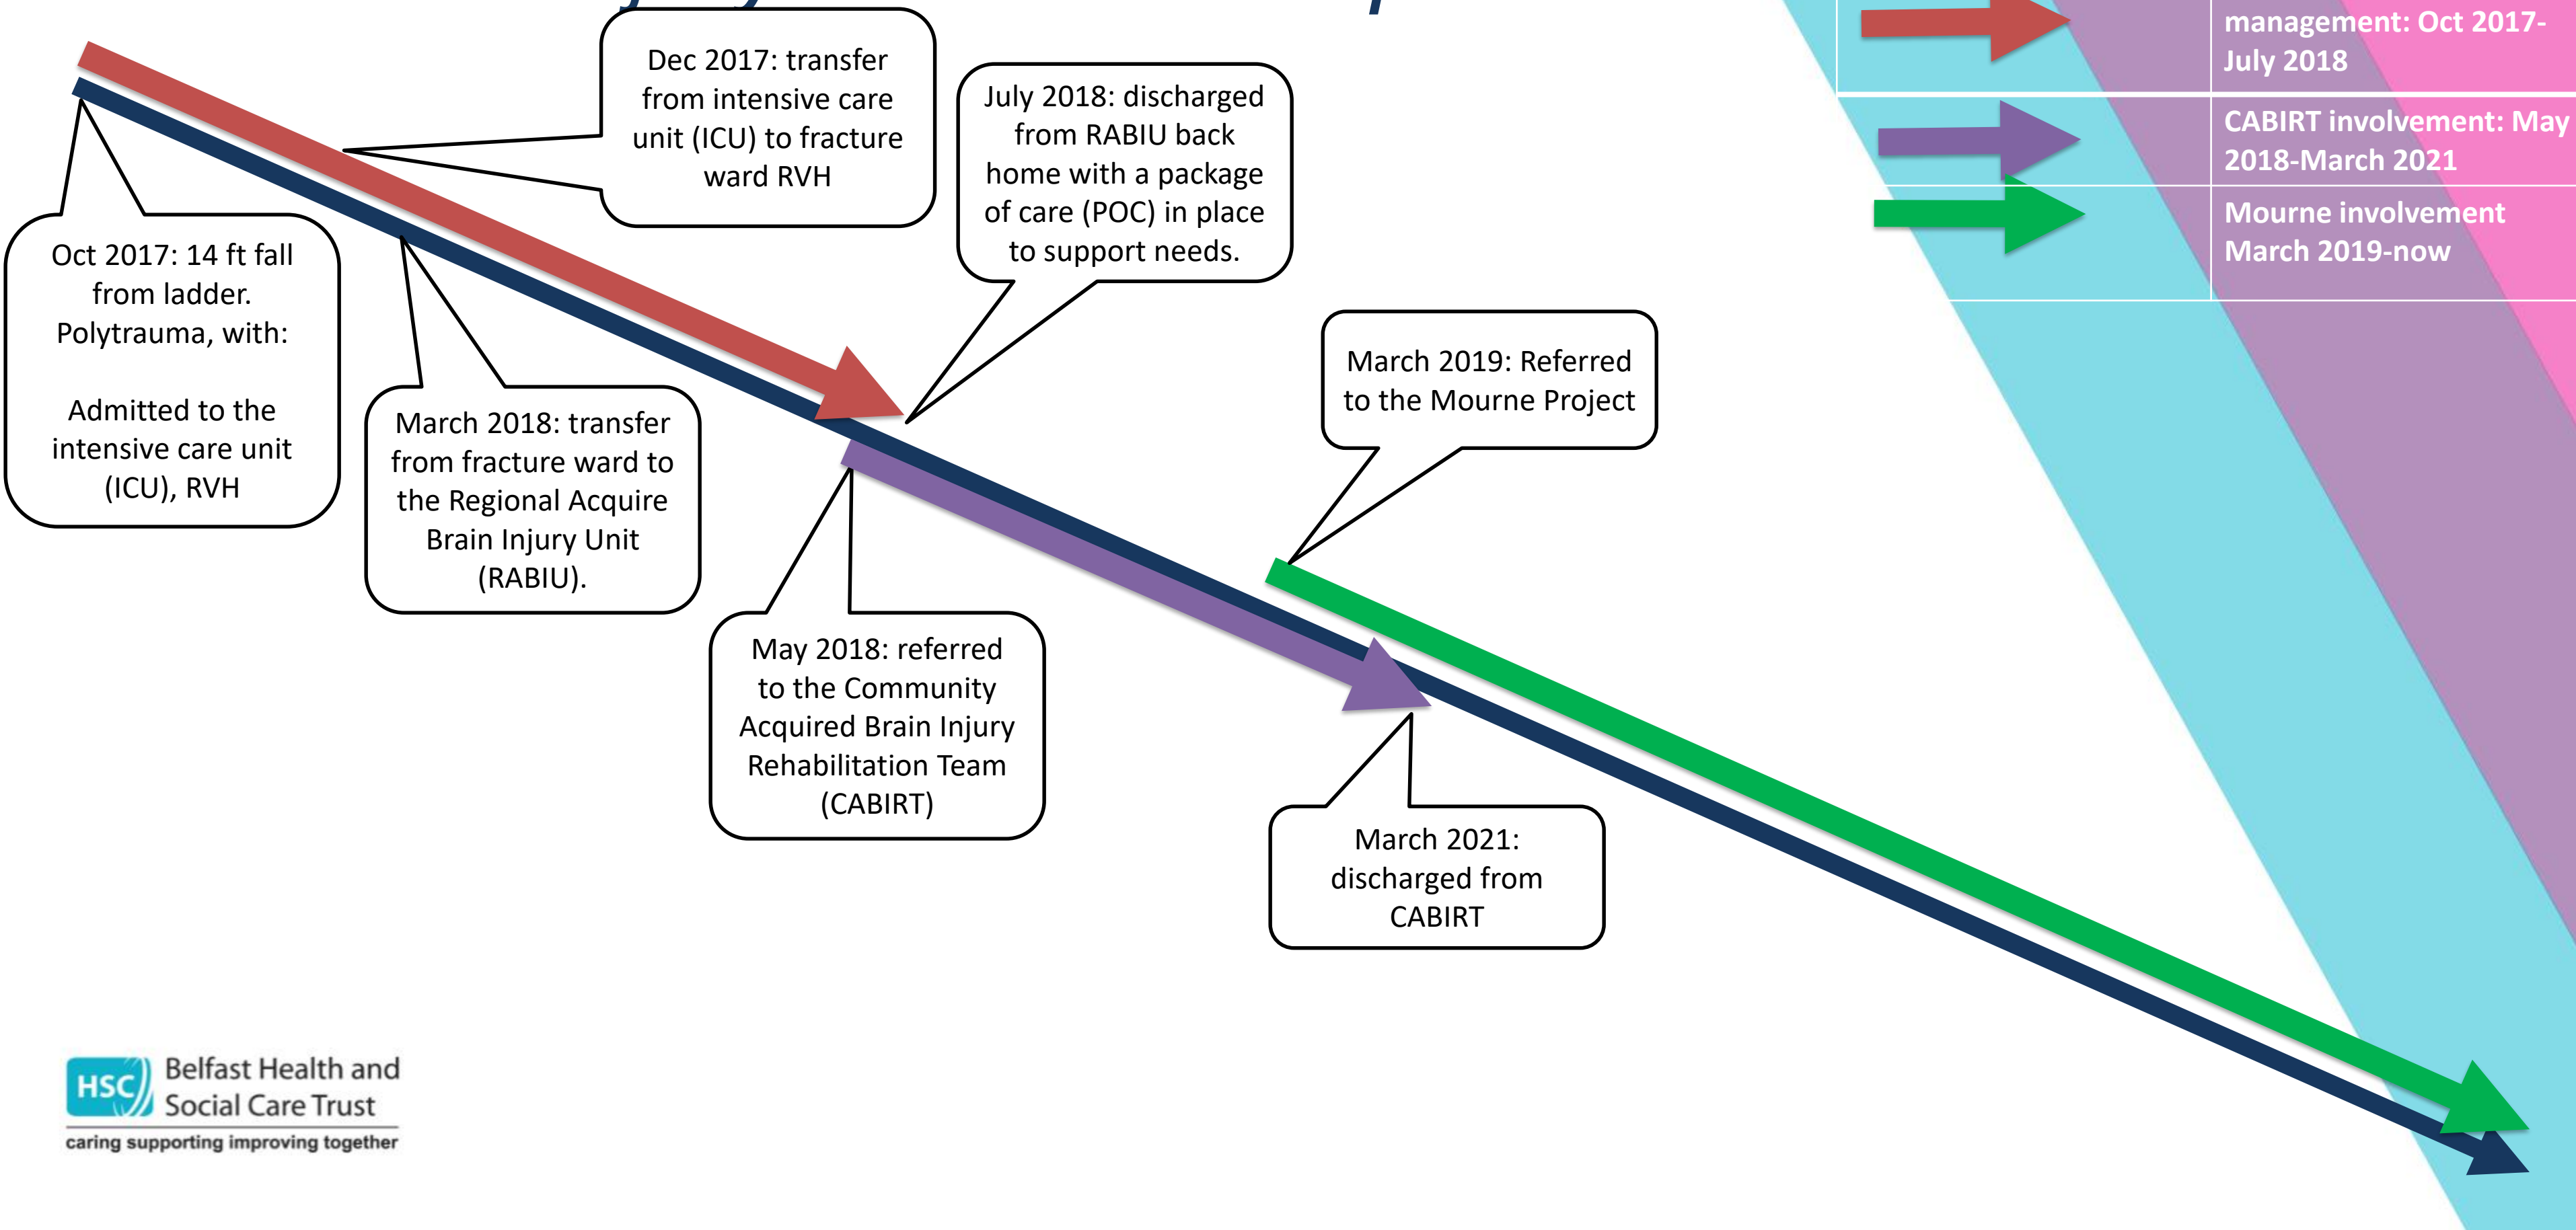 Oct 2017: 14 ft fall
from ladder.
Polytrauma, with:
Admitted to the
intensive care unit
(ICU), RVH
Dec 2017: transfer
from intensive care
unit (ICU) to fracture
ward RVH
March 2018: transfer
from fracture ward to
the Regional Acquire
Brain Injury Unit
(RABIU).
July 2018: discharged
from RABIU back
home with a package
of care (POC) in place
to support needs.
May 2018: referred
to the Community
Acquired Brain Injury
Rehabilitation Team
(CABIRT)
March 2019: Referred
to the Mourne Project
March 2021:
discharged from
CABIRT
management: Oct 2017-
July 2018
CABIRT involvement: May
2018-March 2021
Mourne involvement
March 2019-now
HSC
Belfast Health and
Social Care Trust
caring supporting improving together